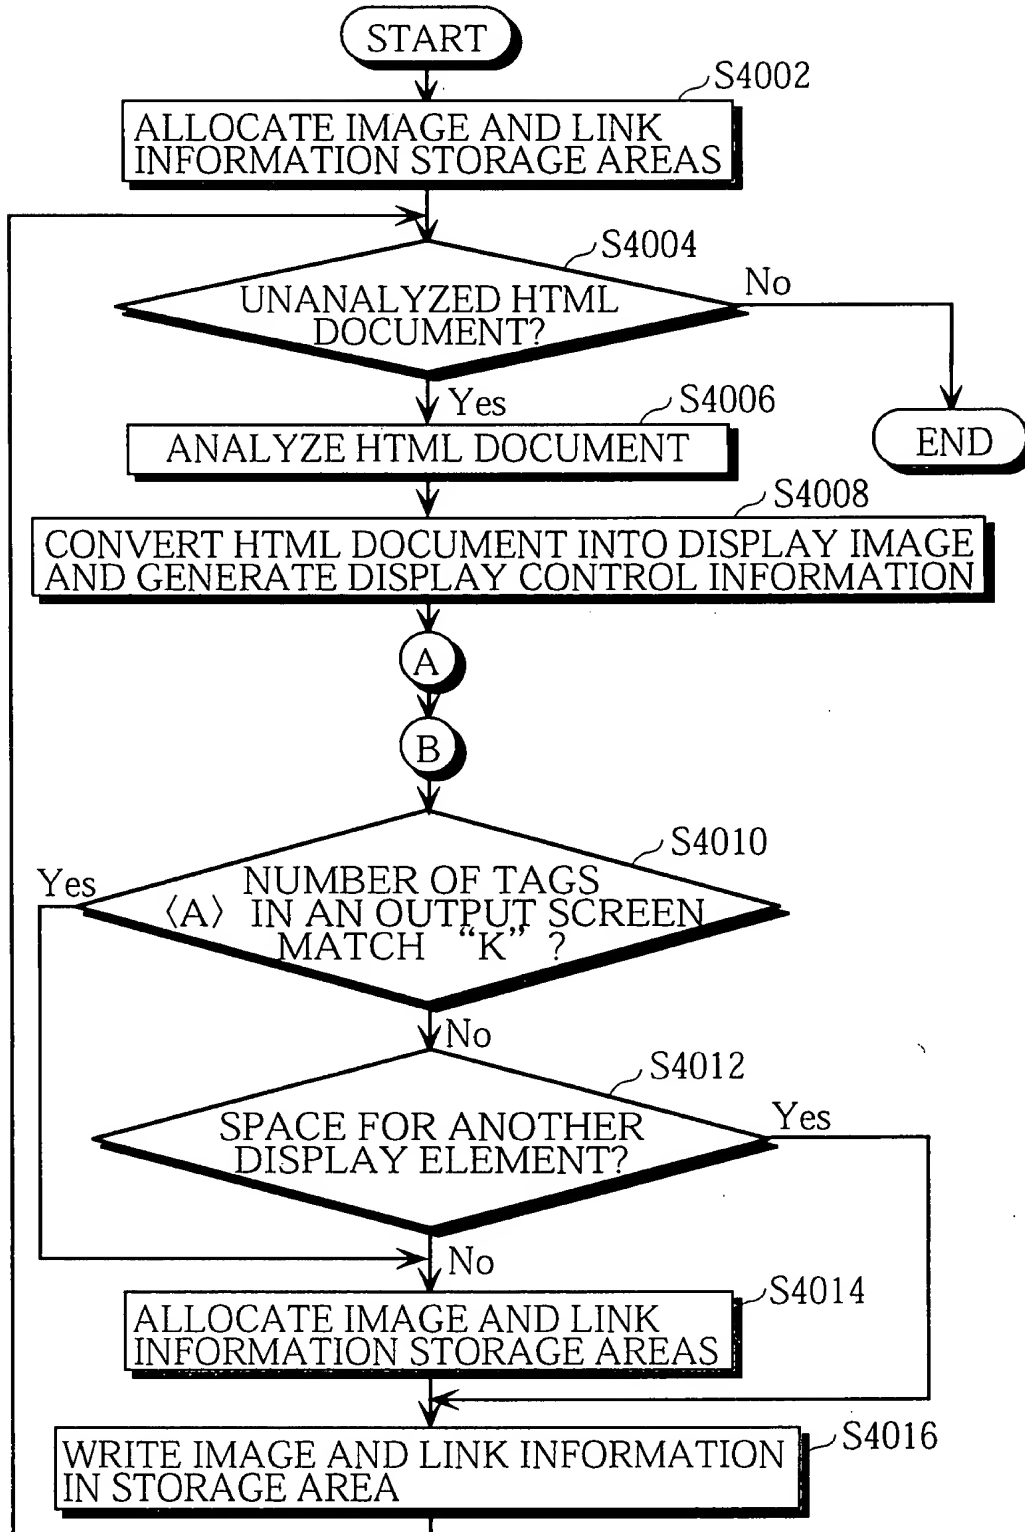 START
S4002
ALLOCATE IMAGE AND LINK
INFORMATION STORAGE AREAS
S4004
UNANALYZED HTML
DOCUMENT?
No
Yes
S4006
ANALYZE HTML DOCUMENT
END
S4008
CONVERT HTML DOCUMENT INTO DISPLAY IMAGE
AND GENERATE DISPLAY CONTROL INFORMATION
A
B
S4010
Yes
NUMBER OF TAGS
〈A〉 IN AN OUTPUT SCREEN
MATCH “K” ?
No
S4012
SPACE FOR ANOTHER
DISPLAY ELEMENT?
Yes
No
S4014
ALLOCATE IMAGE AND LINK
INFORMATION STORAGE AREAS
S4016
WRITE IMAGE AND LINK INFORMATION
IN STORAGE AREA